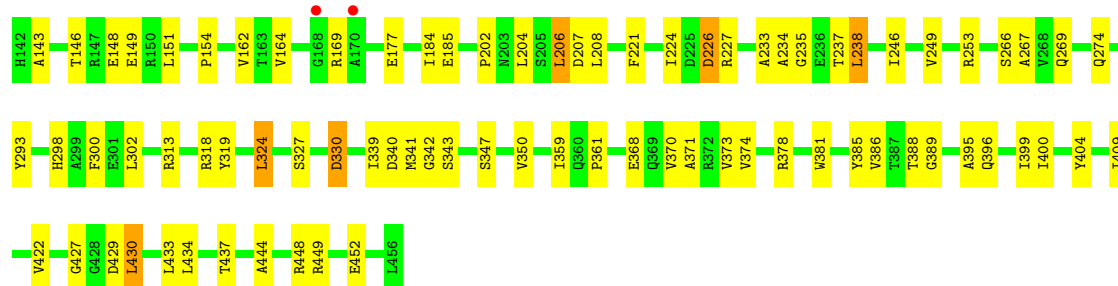 H142 A143 T146 R147 E148 E149 R150 L151 P154 V162 T163 V164 G168 R169 A170 E177 I184 E185 P202 N203 L204 S205 L206 D207 L208 F221 I224 D225 D226 R227 A233 A234 G235 E236 T237 L238 I246 V249 R253 S266 A267 V268 Q269 Q274
Y293 H298 A299 F300 E301 L302 R313 R318 Y319 L324 S327 D330 I339 D340 M341 G342 S343 S347 V350 I359 Q360 P361 E368 Q369 V370 A371 R372 V373 V374 R378 W381 Y385 V386 T387 T388 G389 A395 Q396 I399 I400 Y404
V422 G427 G428 D429 L430 L433 L434 T437 A444 R448 R449 E452 L456